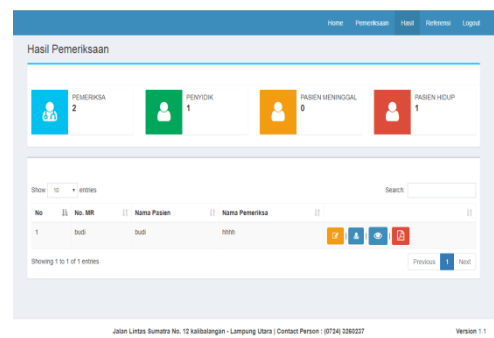 Home Pemeriksaan Hasil Referensi Logout
Hasil Pemeriksaan
PEMERIKSA
2
PENYIDIK
1
PASIEN MENINGGAL
0
PASIEN HIDUP
1
Show 10 entries Search:
No No. MR Nama Pasien Nama Pemeriksa
1 budi budi hhhh
Showing 1 to 1 of 1 entries Previous 1 Next
Jalan Lintas Sumatra No. 12 kalibalangan - Lampung Utara | Contact Person : (0724) 3260237 Version 1.1